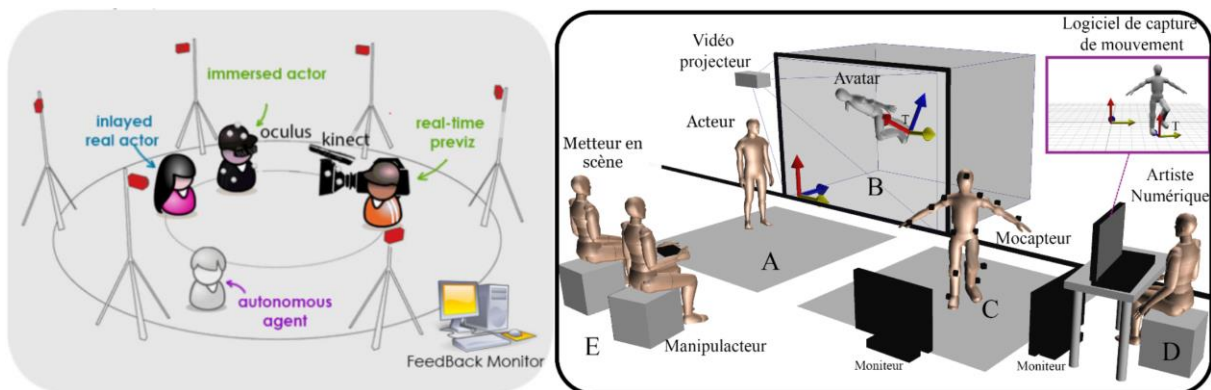 immersed actor
oculus
kinect
inlayed
real actor
real-time
previz
autonomous
agent
FeedBack Monitor
Vidéo
projecteur
Avatar
Acteur
Metteur en
scène
T
B
A
Mocapteur
C
E
Manipulacteur
Moniteur
Moniteur
Logiciel de capture
de mouvement
T
Artiste
Numérique
D